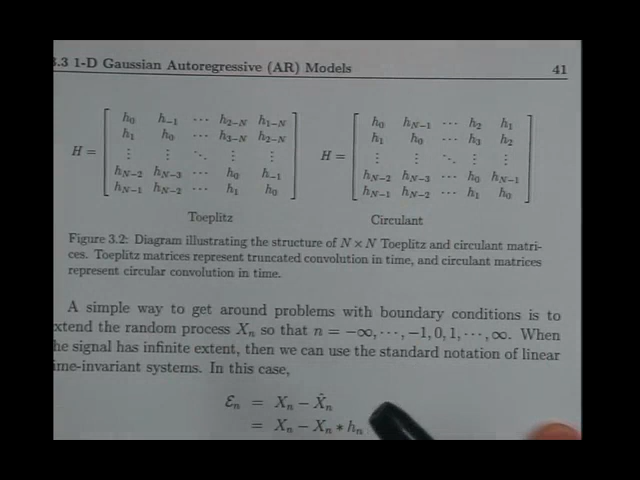 .3 1-D Gaussian Autoregressive (AR) Models 41
H = [ h_0 h_{-1} ⋯ h_{2-N} h_{1-N}
h_1 h_0 ⋯ h_{3-N} h_{2-N}
⋮ ⋮ ⋱ ⋮ ⋮
h_{N-2} h_{N-3} ⋯ h_0 h_{-1}
h_{N-1} h_{N-2} ⋯ h_1 h_0 ]
Toeplitz
H = [ h_0 h_{N-1} ⋯ h_2 h_1
h_1 h_0 ⋯ h_3 h_2
⋮ ⋮ ⋱ ⋮ ⋮
h_{N-2} h_{N-3} ⋯ h_0 h_{N-1}
h_{N-1} h_{N-2} ⋯ h_1 h_0 ]
Circulant
Figure 3.2: Diagram illustrating the structure of N × N Toeplitz and circulant matri-
ces. Toeplitz matrices represent truncated convolution in time, and circulant matrices
represent circular convolution in time.
A simple way to get around problems with boundary conditions is to
xtend the random process X_n so that n = −∞, ⋯, −1, 0, 1, ⋯, ∞. When
he signal has infinite extent, then we can use the standard notation of linear
ime-invariant systems. In this case,
ℰ_n = X_n − X̂_n
= X_n − X_n * h_n